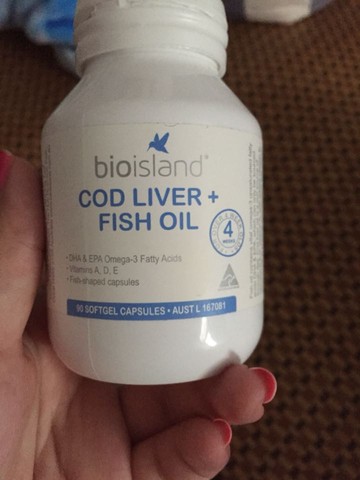 bioisland®
COD LIVER +
FISH OIL
4
• DHA & EPA Omega-3 Fatty Acids
• Vitamins A, D, E
• Fish-shaped capsules
90 SOFTGEL CAPSULES • AUST L 167081